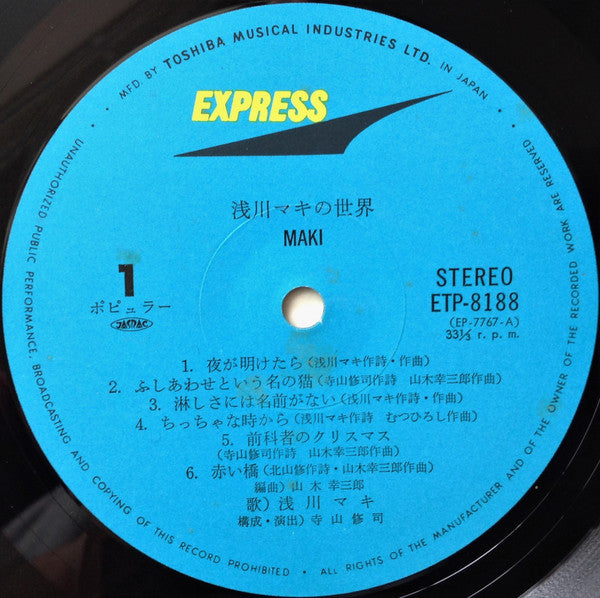 MFD BY TOSHIBA MUSICAL INDUSTRIES LTD. IN JAPAN
EXPRESS
浅川マキの世界
MAKI
1
ポピュラー
JASRAC
STEREO
ETP-8188
(EP-7767-A)
33⅓ r. p. m.
1. 夜が明けたら(浅川マキ作詩・作曲)
2. ふしあわせという名の猫(寺山修司作詩 山木幸三郎作曲)
3. 淋しさには名前がない(浅川マキ作詩・作曲)
4. ちっちゃな時から(浅川マキ作詩 むつひろし作曲)
5. 前科者のクリスマス
(寺山修司作詩 山木幸三郎作曲)
6. 赤い橋(北山修作詩・山木幸三郎作曲)
編曲) 山木幸三郎
歌) 浅川マキ
構成・演出) 寺山修司
• ALL RIGHTS OF THE MANUFACTURER AND OF THE OWNER OF THE RECORDED WORK ARE RESERVED
• UNAUTHORIZED PUBLIC PERFORMANCE, BROADCASTING AND COPYING OF THIS RECORD PROHIBITED